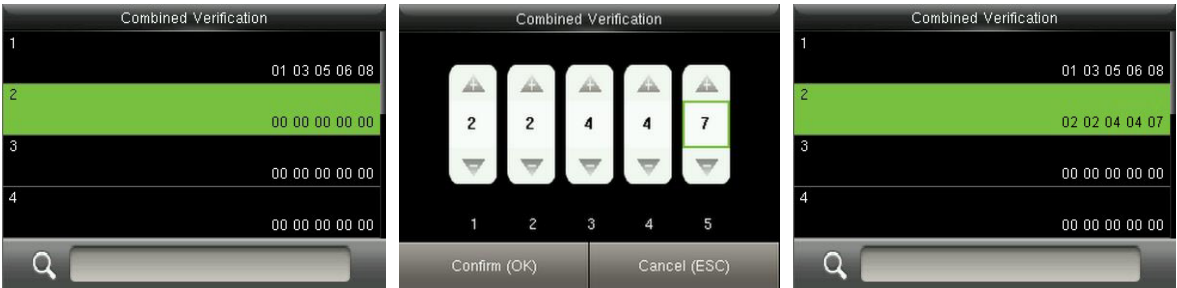 Combined Verification
1
01 03 05 06 08
2
00 00 00 00 00
3
00 00 00 00 00
4
00 00 00 00 00
Combined Verification
2 2 4 4 7
1 2 3 4 5
Confirm (OK) Cancel (ESC)
Combined Verification
1
01 03 05 06 08
2
02 02 04 04 07
3
00 00 00 00 00
4
00 00 00 00 00